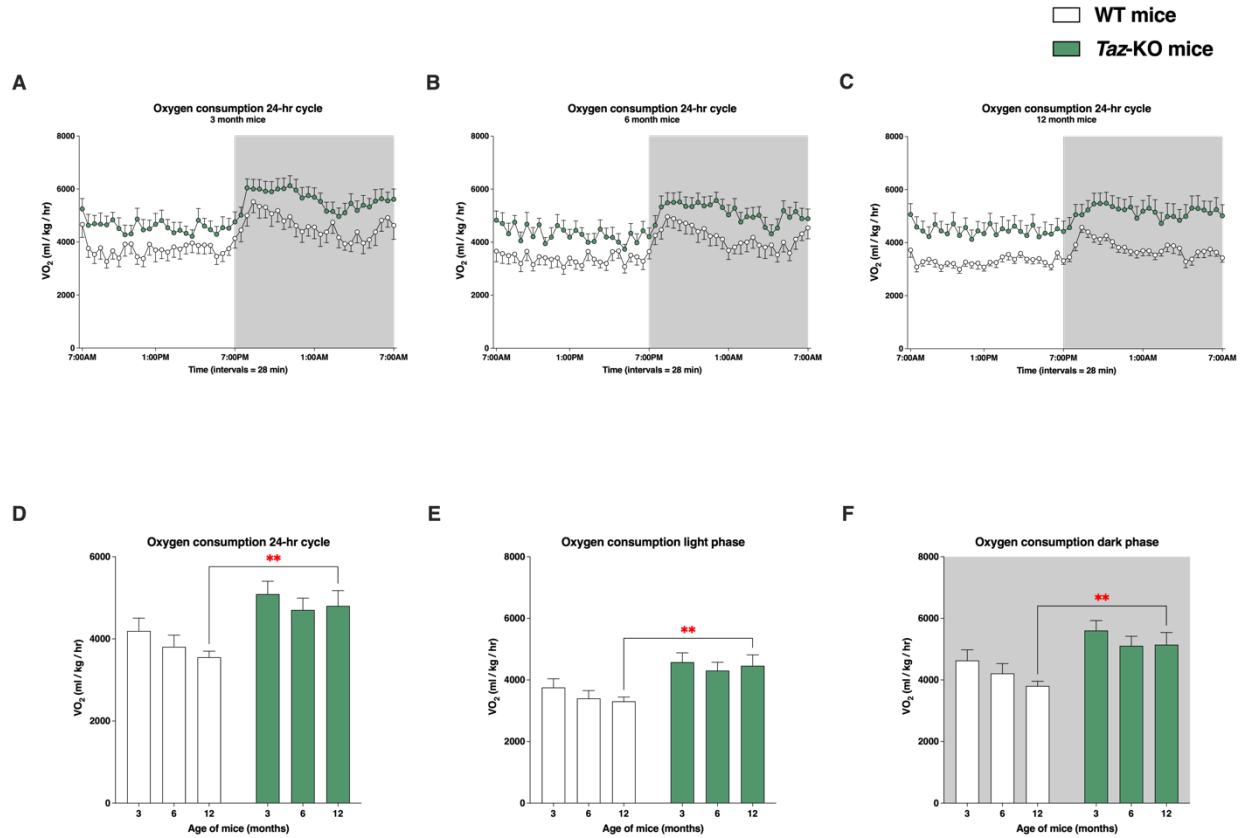 WT mice
Taz-KO mice
A
Oxygen consumption 24-hr cycle
3 month mice
8000
6000
4000
2000
0
VO2 (ml / kg / hr)
7:00AM 1:00PM 7:00PM 1:00AM 7:00AM
Time (intervals = 28 min)
B
Oxygen consumption 24-hr cycle
6 month mice
8000
6000
4000
2000
0
VO2 (ml / kg / hr)
7:00AM 1:00PM 7:00PM 1:00AM 7:00AM
Time (intervals = 28 min)
C
Oxygen consumption 24-hr cycle
12 month mice
8000
6000
4000
2000
0
VO2 (ml / kg / hr)
7:00AM 1:00PM 7:00PM 1:00AM 7:00AM
Time (intervals = 28 min)
D
Oxygen consumption 24-hr cycle
6000
4000
2000
0
VO2 (ml / kg / hr)
**
3 6 12 3 6 12
Age of mice (months)
E
Oxygen consumption light phase
8000
6000
4000
2000
0
VO2 (ml / kg / hr)
**
3 6 12 3 6 12
Age of mice (months)
F
Oxygen consumption dark phase
8000
6000
4000
2000
0
VO2 (ml / kg / hr)
**
3 6 12 3 6 12
Age of mice (months)